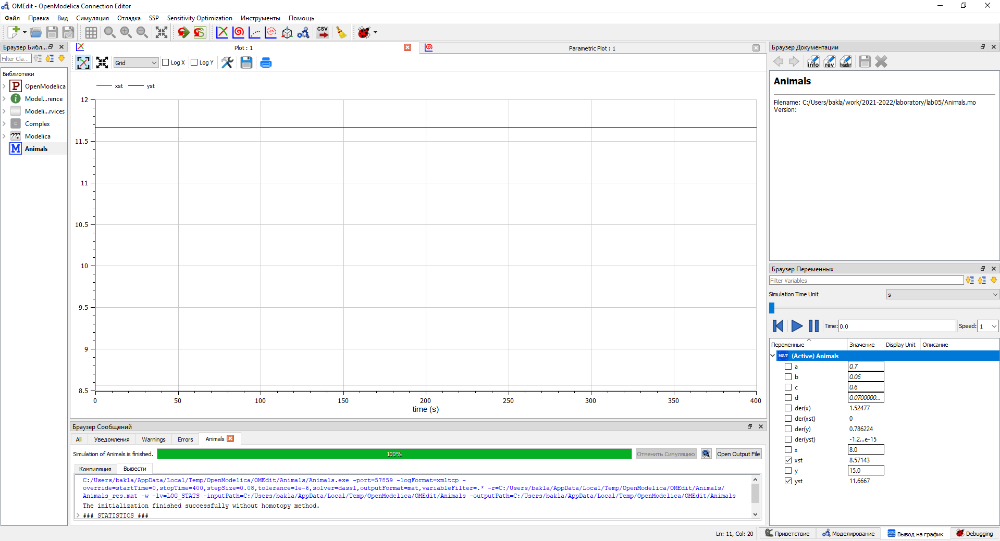 OMEdit - OpenModelica Connection Editor
Файл Правка Вид Симуляция Отладка SSP Sensitivity Optimization Инструменты Помощь
CSV
Браузер Библ...
Filter Cla...
Библиотеки
P OpenModelica
i Model...rence
Modeli...rvices
C Complex
Modelica
M Animals
Plot : 1
Parametric Plot : 1
Grid Log X Log Y
xst yst
12
11.5
11
10.5
10
9.5
9
8.5
0 50 100 150 200 250 300 350 400
time (s)
Браузер Сообщений
All Уведомления Warnings Errors Animals
Simulation of Animals is finished. 100% Отменить Симуляцию Open Output File
Компиляция Вывести
C:/Users/bakla/AppData/Local/Temp/OpenModelica/OMEdit/Animals/Animals.exe -port=57859 -logFormat=xmltcp -
override=startTime=0,stopTime=400,stepSize=0.08,tolerance=1e-6,solver=dassl,outputFormat=mat,variableFilter=.* -r=C:/Users/bakla/AppData/Local/Temp/OpenModelica/OMEdit/Animals/
Animals_res.mat -w -lv=LOG_STATS -inputPath=C:/Users/bakla/AppData/Local/Temp/OpenModelica/OMEdit/Animals -outputPath=C:/Users/bakla/AppData/Local/Temp/OpenModelica/OMEdit/Animals
The initialization finished successfully without homotopy method.
### STATISTICS ###
Браузер Документации
info rev header
Animals
Filename: C:/Users/bakla/work/2021-2022/laboratory/lab05/Animals.mo
Version:
Браузер Переменных
Filter Variables
Simulation Time Unit s
Time: 0.0 Speed: 1
Переменные Значение Display Unit Описание
MAT (Active) Animals
a 0.7
b 0.06
c 0.6
d 0.0700000...
der(x) 1.52477
der(xst) 0
der(y) 0.786224
der(yst) -1.2...e-15
x 8.0
xst 8.57143
y 15.0
yst 11.6667
Ln: 11, Col: 20 Приветствие Моделирование Вывод на график Debugging